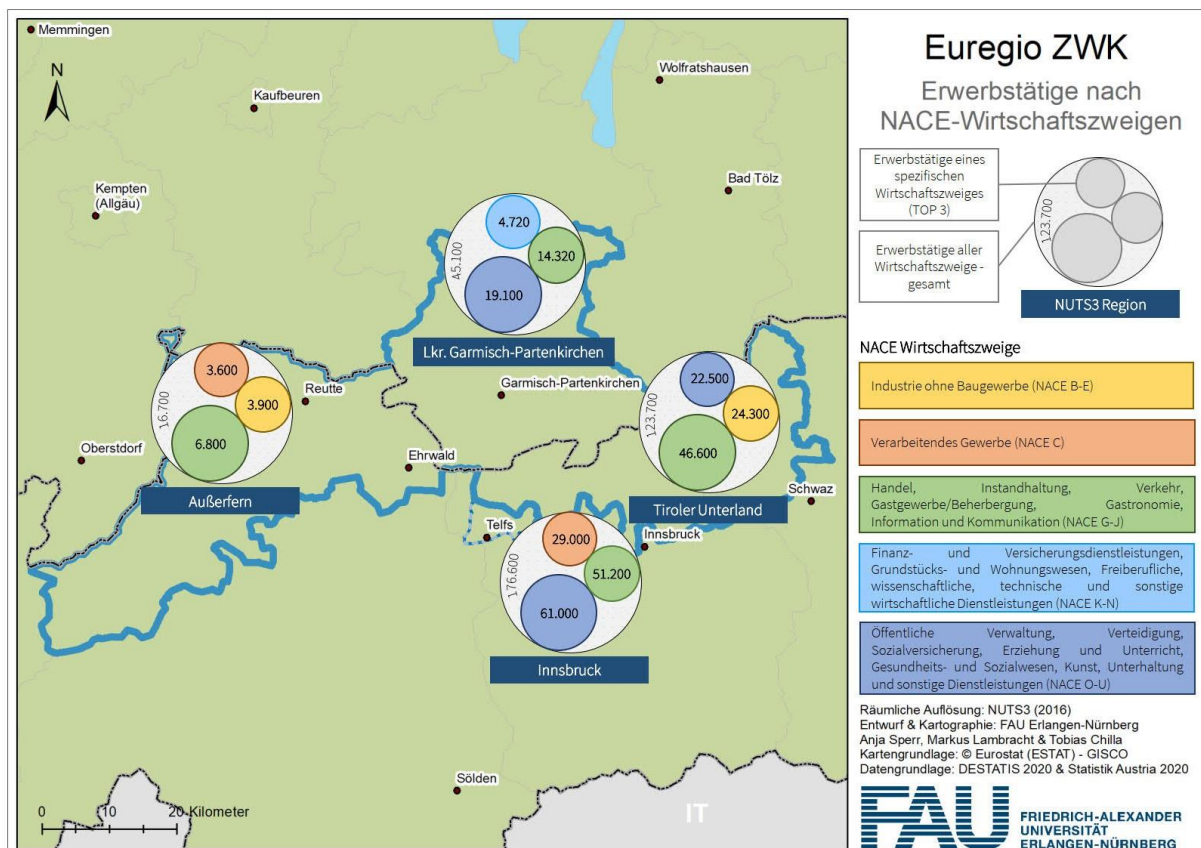 Memmingen
N
Kaufbeuren
Wolfratshausen
Kempten
(Allgäu)
Bad Tölz
4.720
14.320
45.100
19.100
Lkr. Garmisch-Partenkirchen
3.600
3.900
16.700
6.800
Reutte
Garmisch-Partenkirchen
22.500
24.300
123.700
46.600
Oberstdorf
Ehrwald
Außerfern
Tiroler Unterland
Schwaz
Telfs
Innsbruck
29.000
51.200
176.600
61.000
Innsbruck
Sölden
IT
0 10 20 Kilometer
Euregio ZWK
Erwerbstätige nach
NACE-Wirtschaftszweigen
Erwerbstätige eines
spezifischen
Wirtschaftszweiges
(TOP 3)
Erwerbstätige aller
Wirtschaftszweige -
gesamt
123.700
NUTS3 Region
NACE Wirtschaftszweige
Industrie ohne Baugewerbe (NACE B-E)
Verarbeitendes Gewerbe (NACE C)
Handel, Instandhaltung, Verkehr,
Gastgewerbe/Beherbergung, Gastronomie,
Information und Kommunikation (NACE G-J)
Finanz- und Versicherungsdienstleistungen,
Grundstücks- und Wohnungswesen, Freiberufliche,
wissenschaftliche, technische und sonstige
wirtschaftliche Dienstleistungen (NACE K-N)
Öffentliche Verwaltung, Verteidigung,
Sozialversicherung, Erziehung und Unterricht,
Gesundheits- und Sozialwesen, Kunst, Unterhaltung
und sonstige Dienstleistungen (NACE O-U)
Räumliche Auflösung: NUTS3 (2016)
Entwurf & Kartographie: FAU Erlangen-Nürnberg
Anja Sperr, Markus Lambracht & Tobias Chilla
Kartengrundlage: © Eurostat (ESTAT) - GISCO
Datengrundlage: DESTATIS 2020 & Statistik Austria 2020
FAU
FRIEDRICH-ALEXANDER
UNIVERSITÄT
ERLANGEN-NÜRNBERG